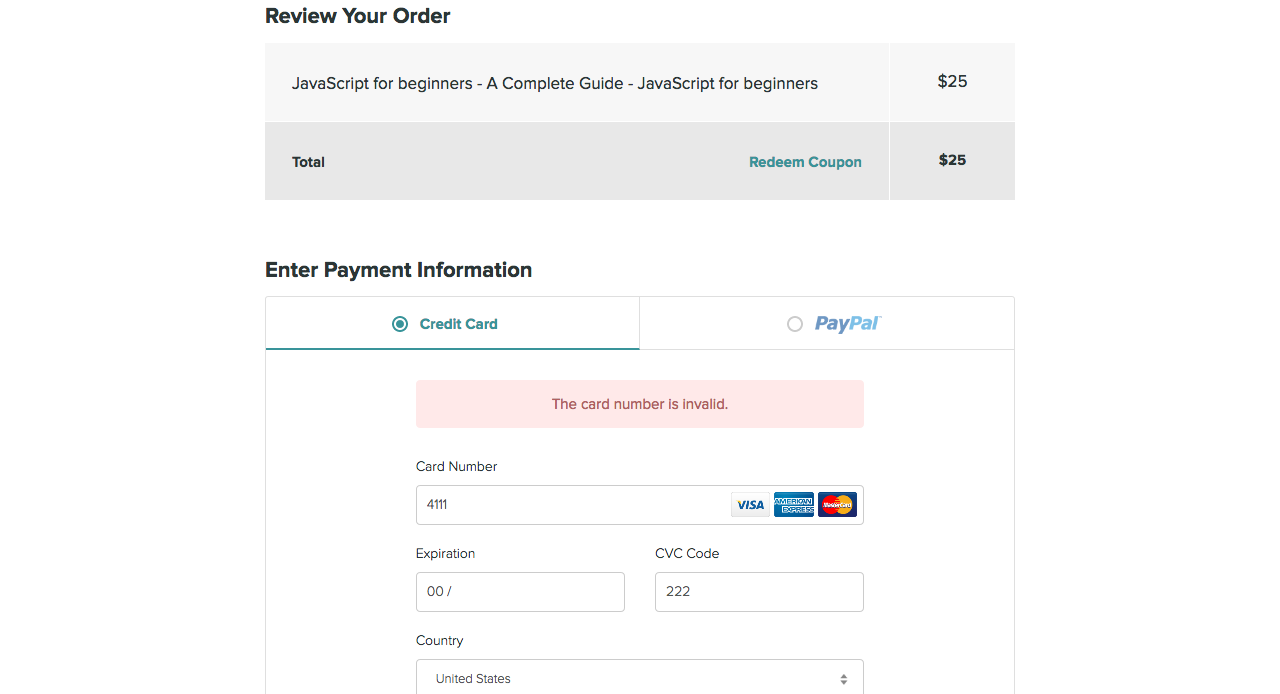 Review Your Order
JavaScript for beginners - A Complete Guide - JavaScript for beginners $25
Total Redeem Coupon $25
Enter Payment Information
Credit Card PayPal™
The card number is invalid.
Card Number
4111 VISA AMERICAN EXPRESS MasterCard
Expiration CVC Code
00 / 222
Country
United States